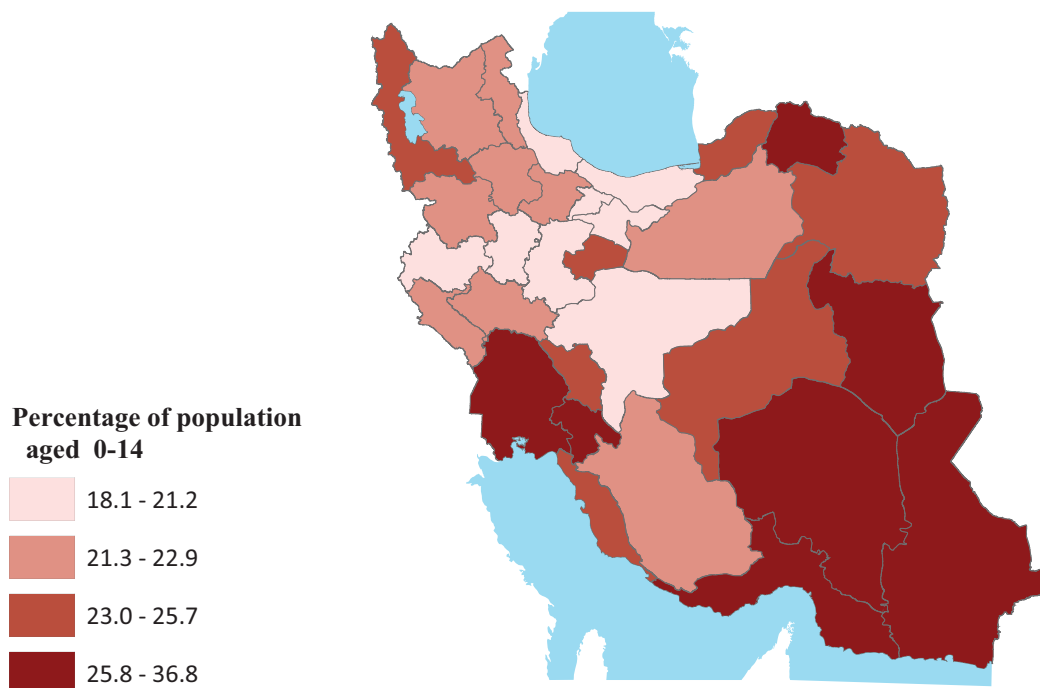 Percentage of population
aged 0-14
18.1 - 21.2
21.3 - 22.9
23.0 - 25.7
25.8 - 36.8